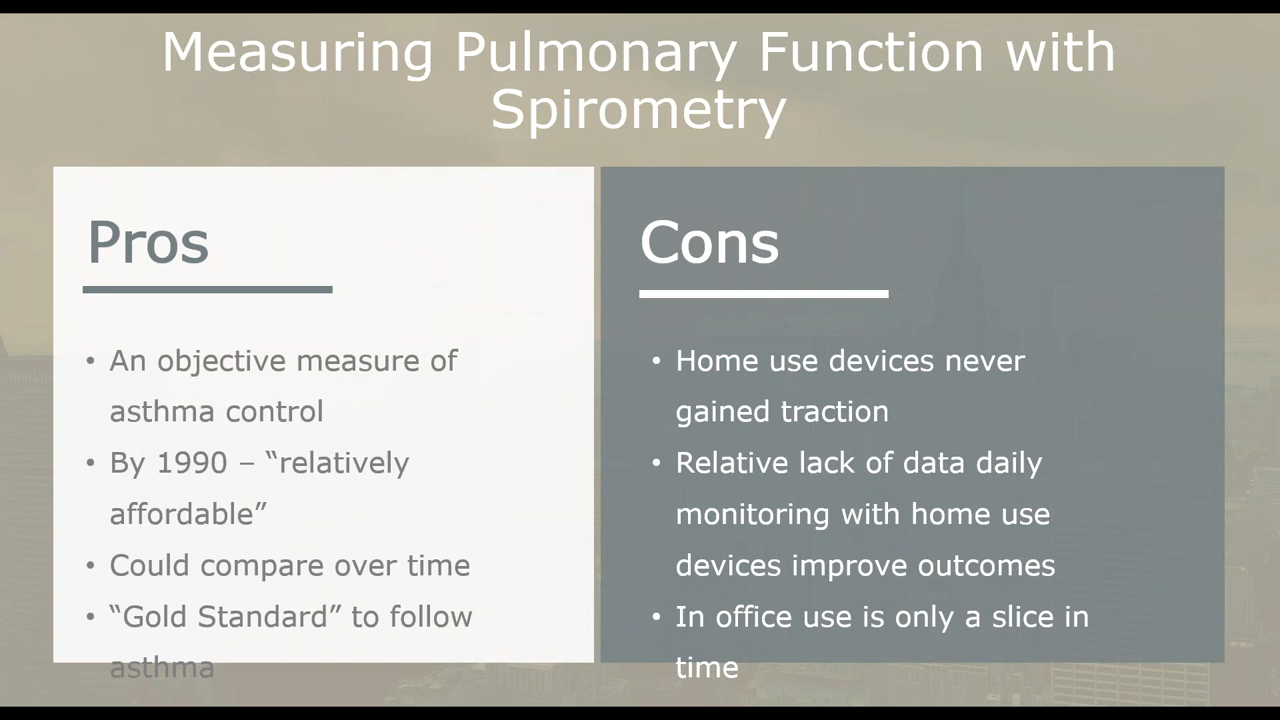 Measuring Pulmonary Function with
Spirometry
Pros
• An objective measure of
asthma control
• By 1990 – “relatively
affordable”
• Could compare over time
• “Gold Standard” to follow
asthma
Cons
• Home use devices never
gained traction
• Relative lack of data daily
monitoring with home use
devices improve outcomes
• In office use is only a slice in
time